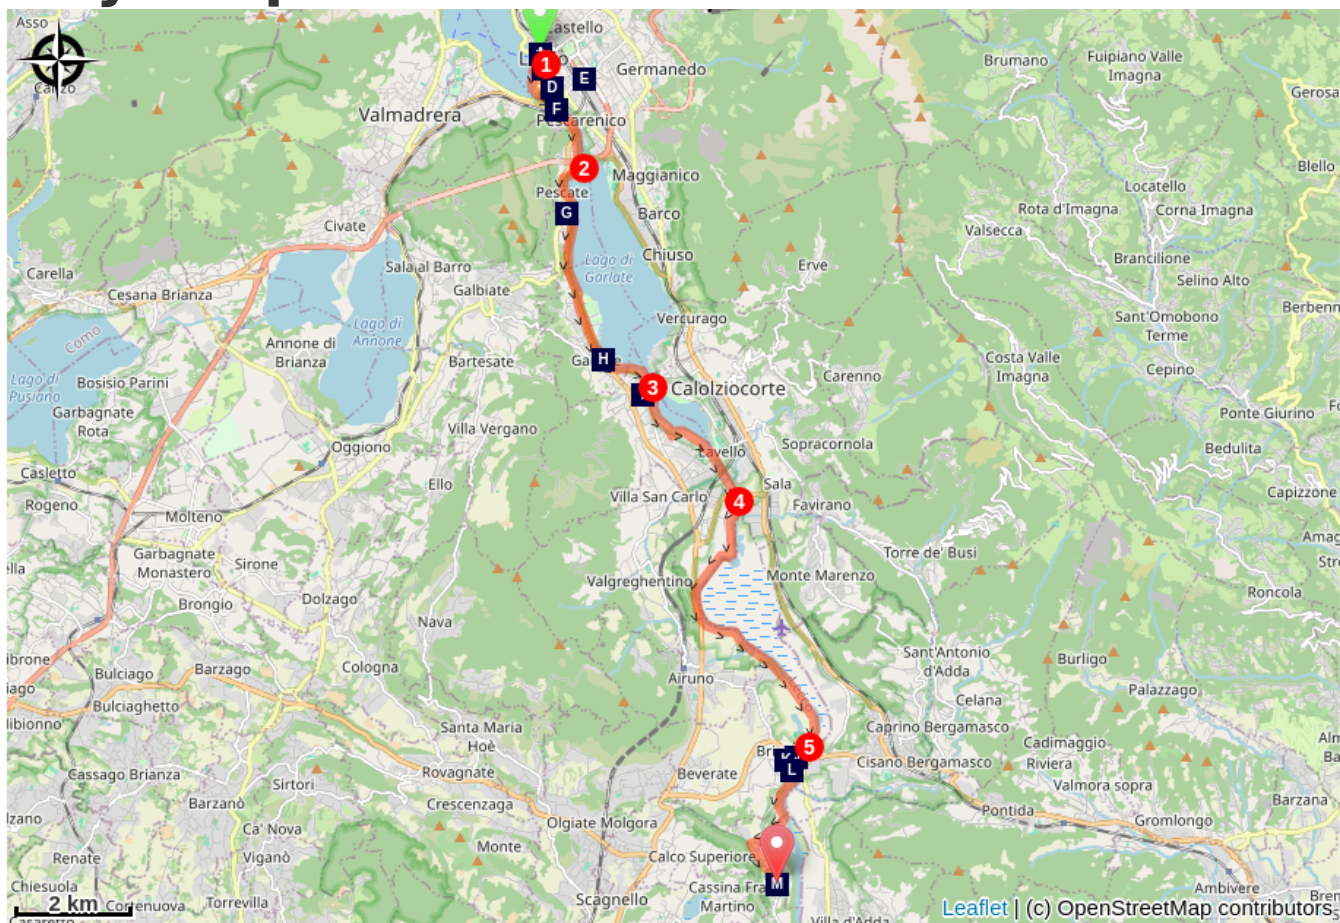 Asso
Castello
Brumano
Fuipiano Valle
Imagna
1
E
Germanedo
D
F
Valmadrera
Pescarenico
Gerosa
Blello
2
Maggianico
Locatello
Pescate
Barco
Rota d'Imagna
Corna Imagna
G
Civate
Valsecca
Chiuso
Brancilione
Lago di
Garlate
Erve
Selino Alto
Carella
Sala al Barro
Cesana Brianza
Galbiate
Vercurago
Sant'Omobono
Terme
Como
Annone di
Brianza
Lago di
Annone
Bartesate
H
Costa Valle
Imagna
Cepino
Lago di
Pusiano
Bosisio Parini
3
Calolziocorte
Carenno
Garbagnate
Rota
Ponte Giurino
Villa Vergano
Oggiono
Lavello
Sopracornola
Bedulita
Casletto
Ello
Sala
Rogeno
Villa San Carlo
4
Favirano
Capizzone
Molteno
Garbagnate
Monastero
Sirone
Torre de' Busi
Valgreghentino
Monte Marenzo
Roncola
Brongio
Dolzago
Nava
Sant'Antonio
d'Adda
Burligo
Barzago
Cologna
Bulciago
Airuno
Palazzago
Bulciaghetto
Celana
Santa Maria
Hoè
Caprino Bergamasco
5
Cadimaggio
Riviera
Cisano Bergamasco
L
Cassago Brianza
Sirtori
Rovagnate
Beverate
Valmora sopra
Barzana
Barzanò
Crescenzaga
Pontida
Gromlongo
Ca' Nova
Olgiate Molgora
Viganò
Monte
Renate
Calco Superiore
Chiesuola
M
Cassina Fra
Martino
Ambivere
2 km
Torrevilla
Scagnello
Villa d'Adda
Leaflet | (c) OpenStreetMap contributors